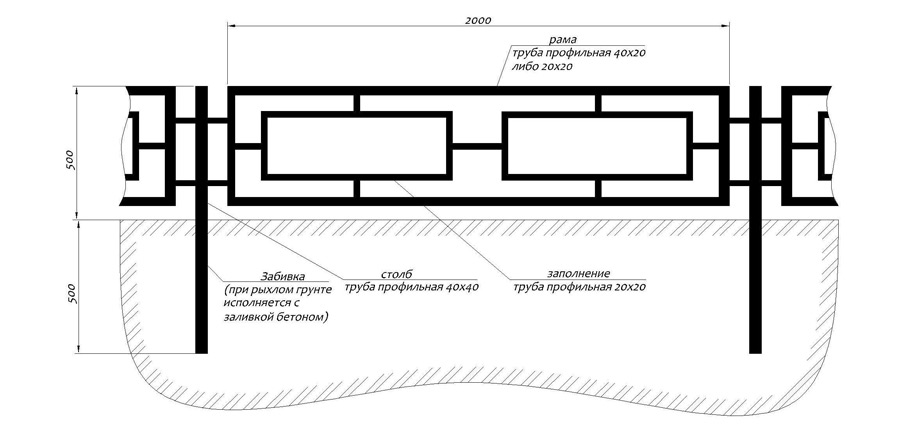 2000
рама
труба профильная 40х20
либо 20х20
500
500
Забивка
(при рыхлом грунте
исполняется с
заливкой бетоном)
столб
труба профильная 40х40
заполнение
труба профильная 20х20